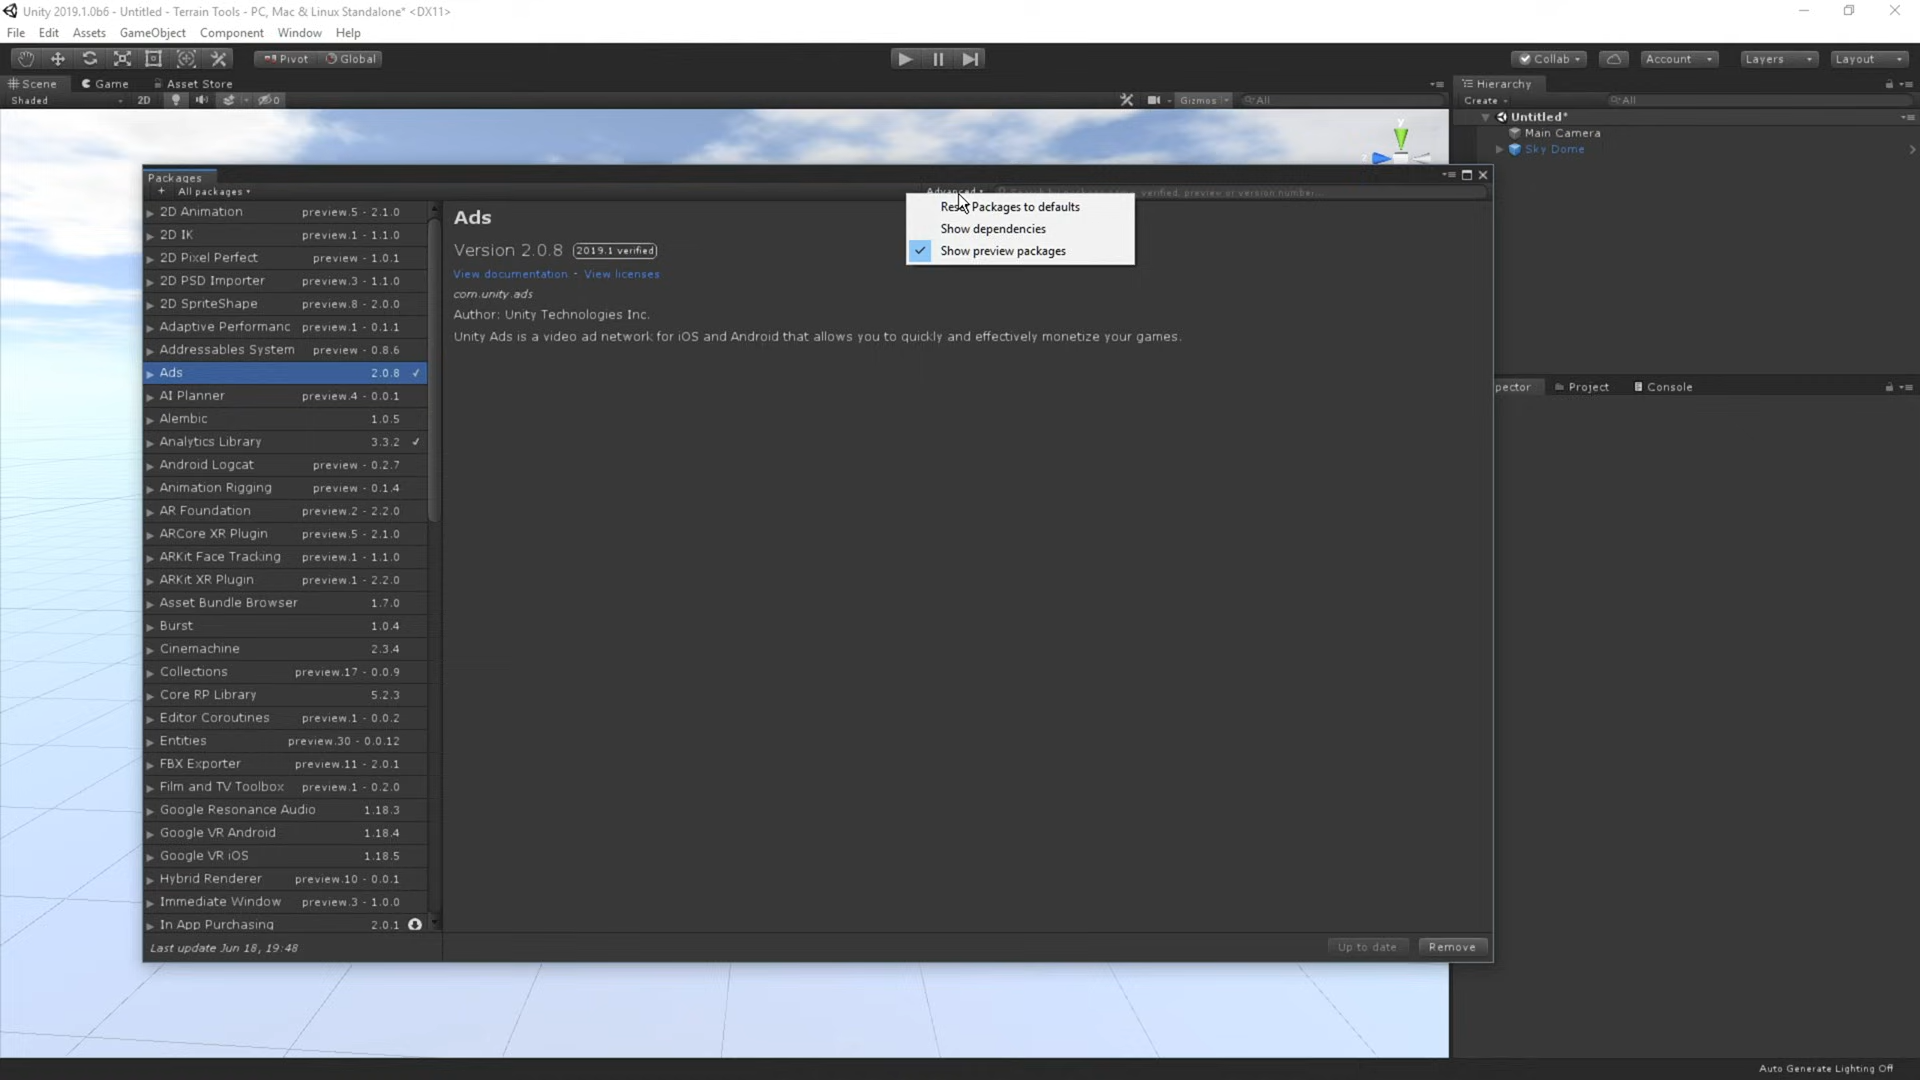 Unity 2019.1.0b6 - Untitled - Terrain Tools - PC, Mac & Linux Standalone* <DX11>
File Edit Assets GameObject Component Window Help
Pivot Global Collab Account Layers Layout
Scene Game Asset Store
Shaded 2D 0 Gizmos All
Hierarchy
Create All
Untitled*
Main Camera
Sky Dome
y
z
Packages
+ All packages Advanced verified, preview or version number...
Reset Packages to defaults
Show dependencies
Show preview packages
2D Animation preview.5 - 2.1.0
2D IK preview.1 - 1.1.0
2D Pixel Perfect preview - 1.0.1
2D PSD Importer preview.3 - 1.1.0
2D SpriteShape preview.8 - 2.0.0
Adaptive Performanc preview.1 - 0.1.1
Addressables System preview - 0.8.6
Ads 2.0.8 ✓
AI Planner preview.4 - 0.0.1
Alembic 1.0.5
Analytics Library 3.3.2 ✓
Android Logcat preview - 0.2.7
Animation Rigging preview - 0.1.4
AR Foundation preview.2 - 2.2.0
ARCore XR Plugin preview.5 - 2.1.0
ARKit Face Tracking preview.1 - 1.1.0
ARKit XR Plugin preview.1 - 2.2.0
Asset Bundle Browser 1.7.0
Burst 1.0.4
Cinemachine 2.3.4
Collections preview.17 - 0.0.9
Core RP Library 5.2.3
Editor Coroutines preview.1 - 0.0.2
Entities preview.30 - 0.0.12
FBX Exporter preview.11 - 2.0.1
Film and TV Toolbox preview.1 - 0.2.0
Google Resonance Audio 1.18.3
Google VR Android 1.18.4
Google VR iOS 1.18.5
Hybrid Renderer preview.10 - 0.0.1
Immediate Window preview.3 - 1.0.0
In App Purchasing 2.0.1
Last update Jun 18, 19:48
Ads
Version 2.0.8 2019.1 verified
View documentation - View licenses
com.unity.ads
Author: Unity Technologies Inc.
Unity Ads is a video ad network for iOS and Android that allows you to quickly and effectively monetize your games.
Up to date Remove
pector Project Console
Auto Generate Lighting Off